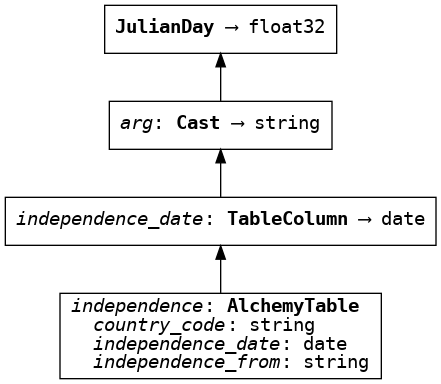 JulianDay → float32
arg: Cast → string
independence_date: TableColumn → date
independence: AlchemyTable
country_code: string
independence_date: date
independence_from: string